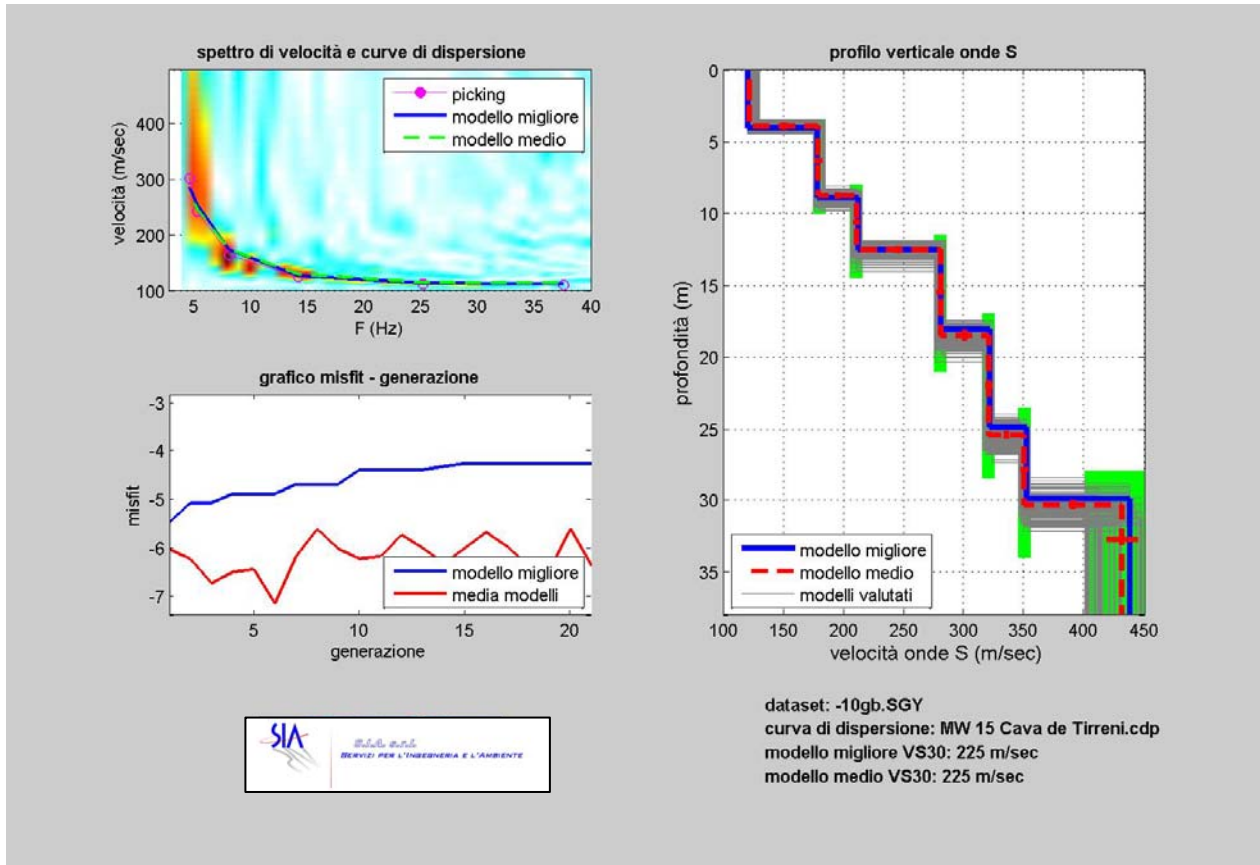 spettro di velocità e curve di dispersione
picking
modello migliore
modello medio
400
300
200
100
velocità (m/sec)
5
10
15
20
25
30
35
40
F (Hz)
grafico misfit - generazione
-3
-4
-5
-6
-7
misfit
modello migliore
media modelli
5
10
15
20
generazione
SIA
S.I.A. s.r.l.
SERVIZI PER L'INGEGNERIA E L'AMBIENTE
profilo verticale onde S
0
5
10
15
20
25
30
35
profondità (m)
modello migliore
modello medio
modelli valutati
100
150
200
250
300
350
400
450
velocità onde S (m/sec)
dataset: -10gb.SGY
curva di dispersione: MW 15 Cava de Tirreni.cdp
modello migliore VS30: 225 m/sec
modello medio VS30: 225 m/sec